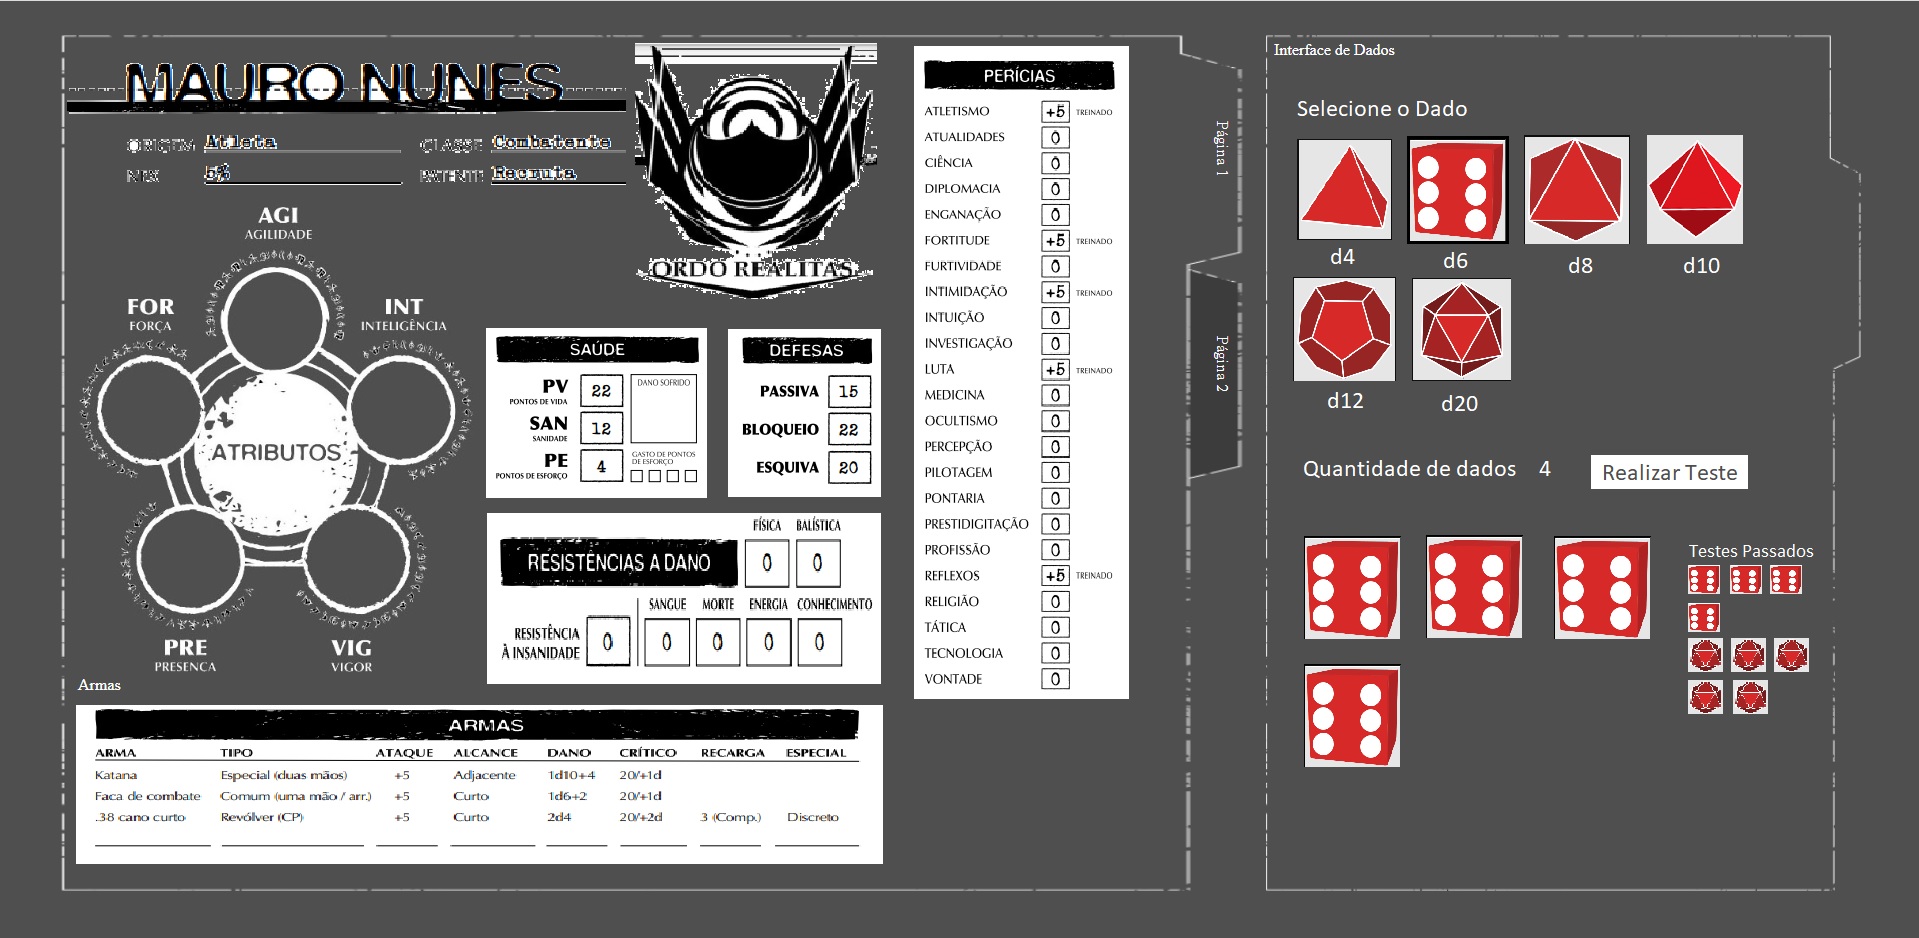 MAURO NUNES
ORIGEM Atleta CLASSE Combatente
NEX 5% PATENTE Recruta
ORDO REALITAS
AGI
AGILIDADE
FOR
FORÇA
INT
INTELIGÊNCIA
ATRIBUTOS
PRE
PRESENCA
VIG
VIGOR
SAÚDE
PV 22
PONTOS DE VIDA
DANO SOFRIDO
SAN 12
SANIDADE
PE 4
PONTOS DE ESFORÇO
GASTO DE PONTOS
DE ESFORÇO
DEFESAS
PASSIVA 15
BLOQUEIO 22
ESQUIVA 20
FÍSICA BALÍSTICA
RESISTÊNCIAS A DANO 0 0
SANGUE MORTE ENERGIA CONHECIMENTO
RESISTÊNCIA
À INSANIDADE 0 0 0 0 0
Armas
ARMAS
ARMA TIPO ATAQUE ALCANCE DANO CRÍTICO RECARGA ESPECIAL
Katana Especial (duas mãos) +5 Adjacente 1d10+4 20/+1d
Faca de combate Comum (uma mão / arr.) +5 Curto 1d6+2 20/+1d
.38 cano curto Revólver (CP) +5 Curto 2d4 20/+2d 3 (Comp.) Discreto
PERÍCIAS
ATLETISMO +5 TREINADO
ATUALIDADES 0
CIÊNCIA 0
DIPLOMACIA 0
ENGANAÇÃO 0
FORTITUDE +5 TREINADO
FURTIVIDADE 0
INTIMIDAÇÃO +5 TREINADO
INTUIÇÃO 0
INVESTIGAÇÃO 0
LUTA +5 TREINADO
MEDICINA 0
OCULTISMO 0
PERCEPÇÃO 0
PILOTAGEM 0
PONTARIA 0
PRESTIDIGITAÇÃO 0
PROFISSÃO 0
REFLEXOS +5 TREINADO
RELIGIÃO 0
TÁTICA 0
TECNOLOGIA 0
VONTADE 0
Página 1
Página 2
Interface de Dados
Selecione o Dado
d4 d6 d8 d10
d12 d20
Quantidade de dados 4 Realizar Teste
Testes Passados